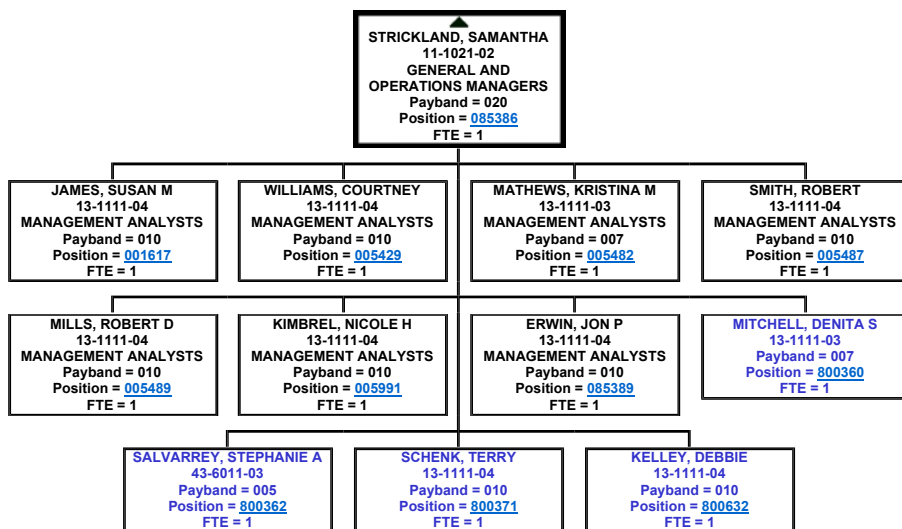 STRICKLAND, SAMANTHA
11-1021-02
GENERAL AND
OPERATIONS MANAGERS
Payband = 020
Position = 085386
FTE = 1
JAMES, SUSAN M
13-1111-04
MANAGEMENT ANALYSTS
Payband = 010
Position = 001617
FTE = 1
WILLIAMS, COURTNEY
13-1111-04
MANAGEMENT ANALYSTS
Payband = 010
Position = 005429
FTE = 1
MATHEWS, KRISTINA M
13-1111-03
MANAGEMENT ANALYSTS
Payband = 007
Position = 005482
FTE = 1
SMITH, ROBERT
13-1111-04
MANAGEMENT ANALYSTS
Payband = 010
Position = 005487
FTE = 1
MILLS, ROBERT D
13-1111-04
MANAGEMENT ANALYSTS
Payband = 010
Position = 005489
FTE = 1
KIMBREL, NICOLE H
13-1111-04
MANAGEMENT ANALYSTS
Payband = 010
Position = 005991
FTE = 1
ERWIN, JON P
13-1111-04
MANAGEMENT ANALYSTS
Payband = 010
Position = 085389
FTE = 1
MITCHELL, DENITA S
13-1111-03
Payband = 007
Position = 800360
FTE = 1
SALVARREY, STEPHANIE A
43-6011-03
Payband = 005
Position = 800362
FTE = 1
SCHENK, TERRY
13-1111-04
Payband = 010
Position = 800371
FTE = 1
KELLEY, DEBBIE
13-1111-04
Payband = 010
Position = 800632
FTE = 1